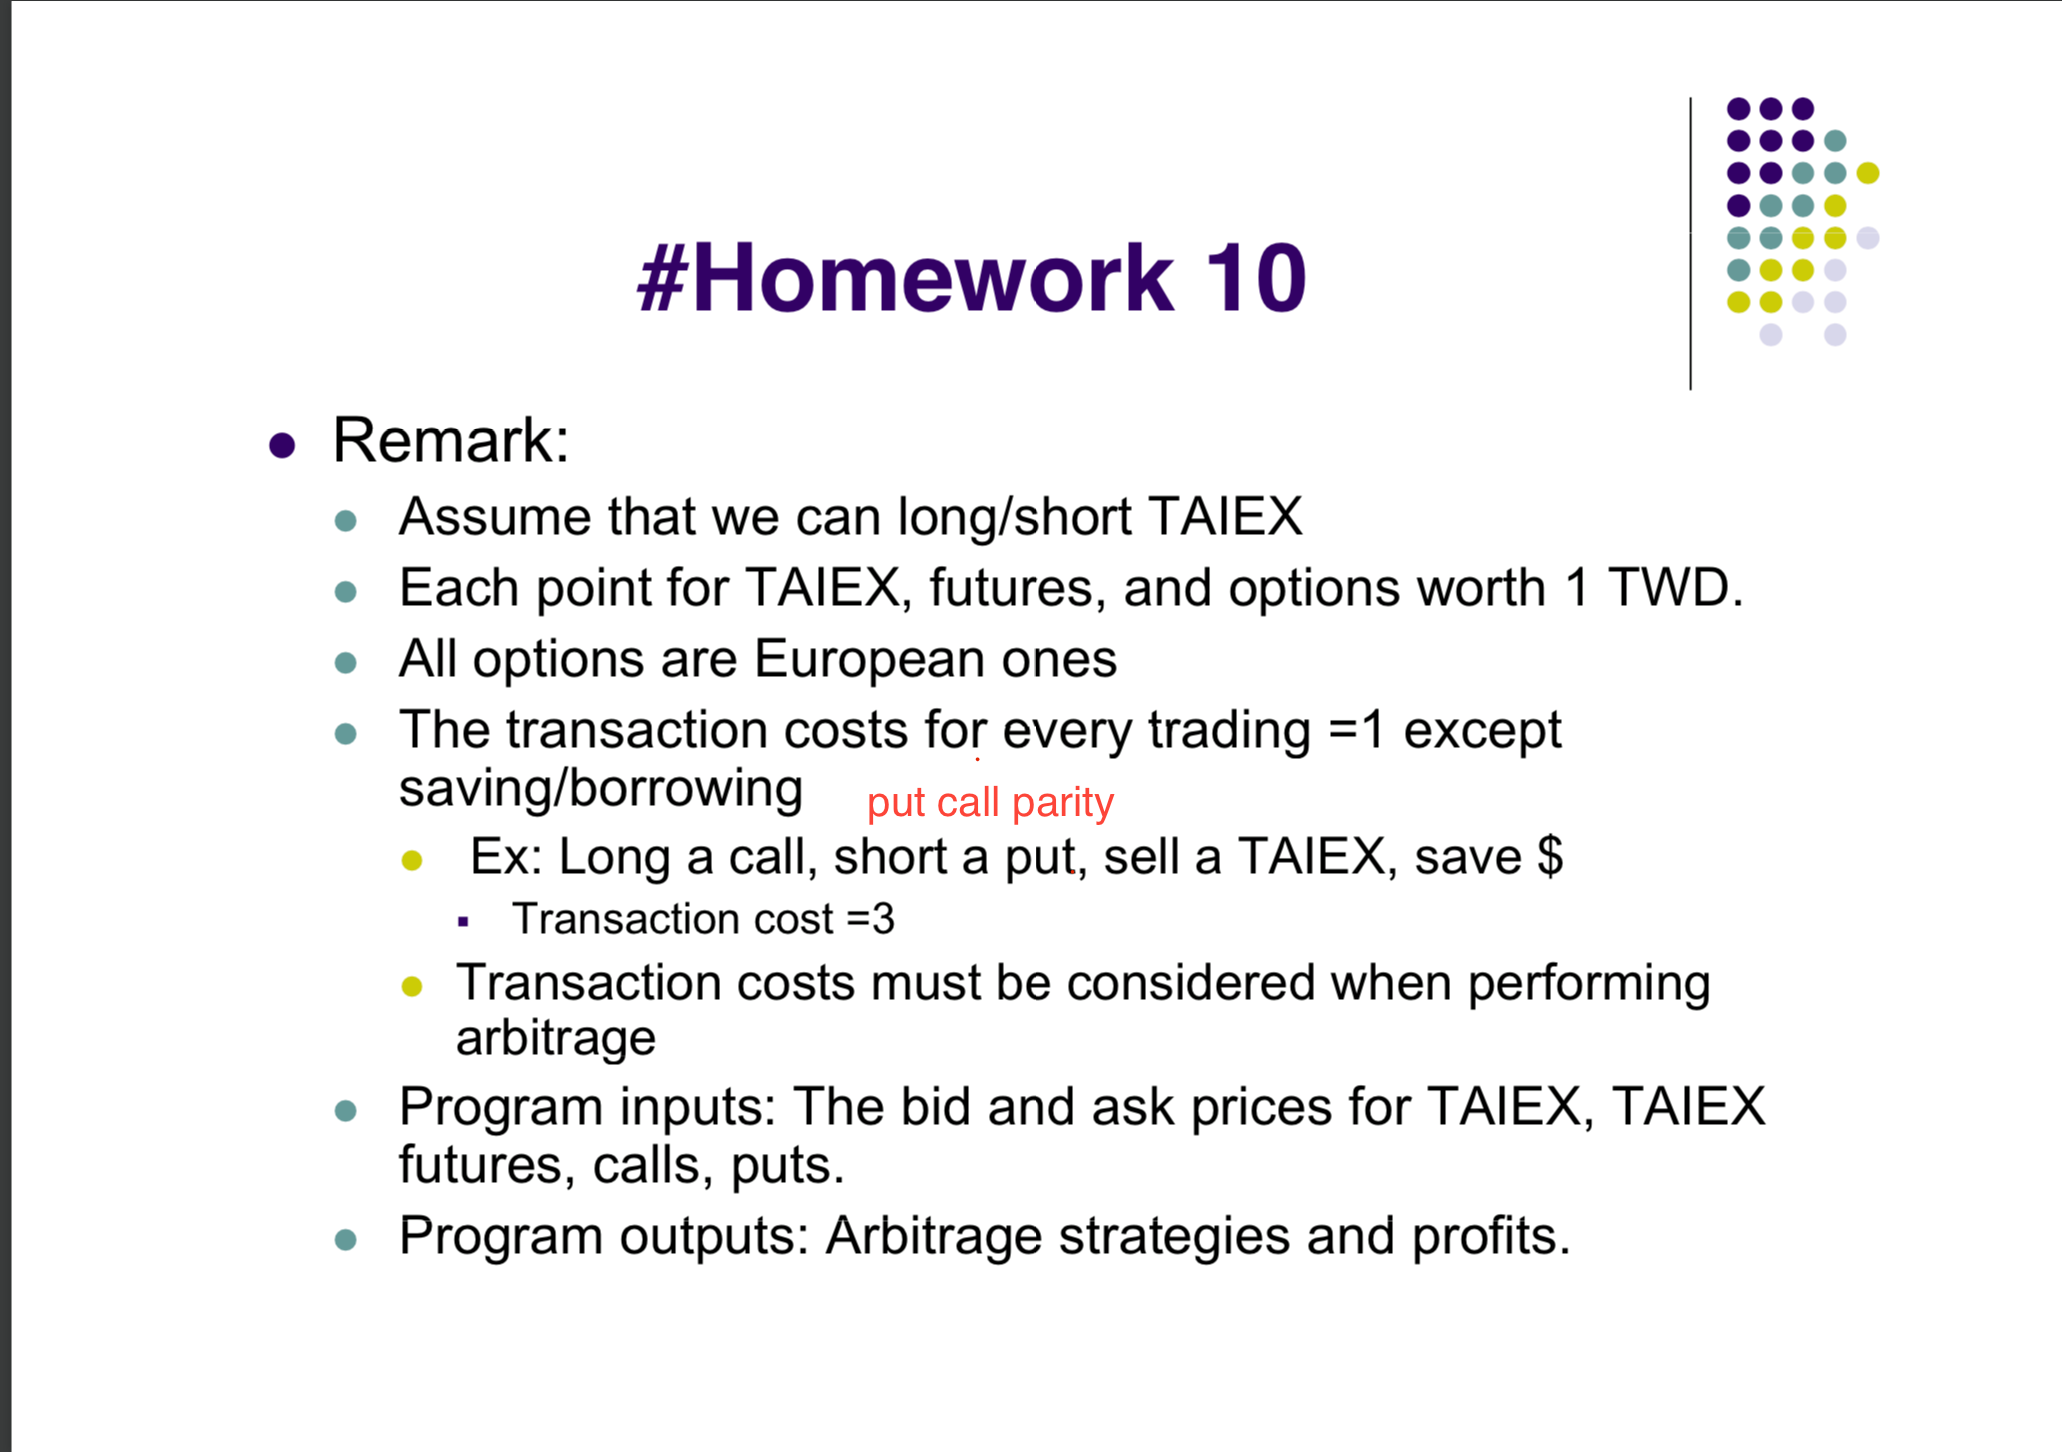 #Homework 10
Remark:
Assume that we can long/short TAIEX
Each point for TAIEX, futures, and options worth 1 TWD.
All options are European ones
The transaction costs for every trading =1 except
saving/borrowing
put call parity
Ex: Long a call, short a put, sell a TAIEX, save $
Transaction cost =3
Transaction costs must be considered when performing
arbitrage
Program inputs: The bid and ask prices for TAIEX, TAIEX
futures, calls, puts.
Program outputs: Arbitrage strategies and profits.